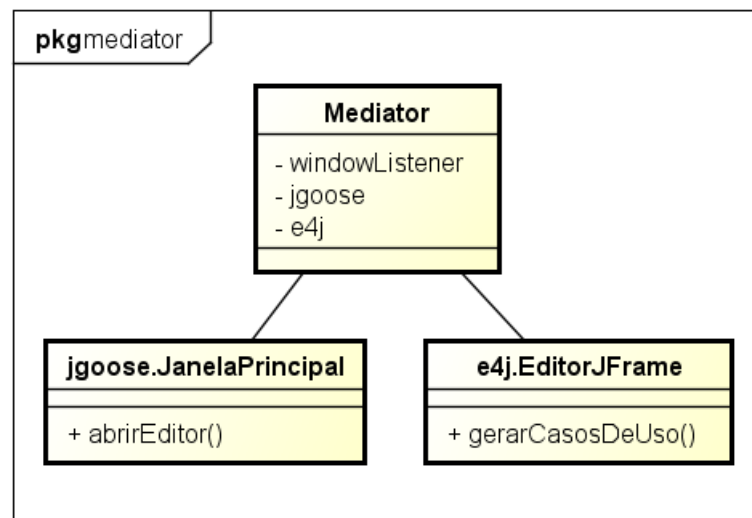 pkgmediator
Mediator
- windowListener
- jgoose
- e4j
jgoose.JanelaPrincipal
+ abrirEditor()
e4j.EditorJFrame
+ gerarCasosDeUso()